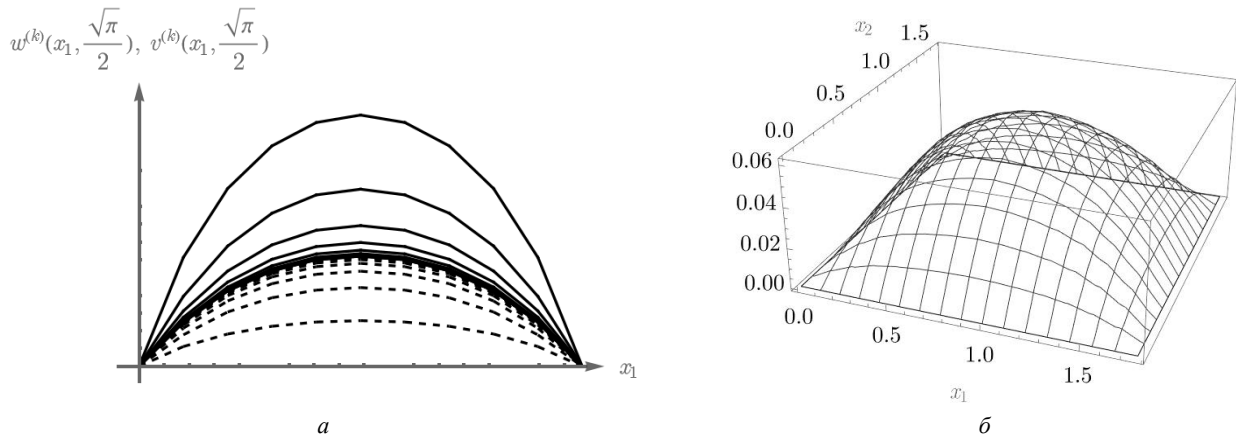 w^{(k)}(x_1, \frac{\sqrt{\pi}}{2}), v^{(k)}(x_1, \frac{\sqrt{\pi}}{2})
x_1
а
x_2
1.5
1.0
0.5
0.0
0.06
0.04
0.02
0.00
0.0
0.5
1.0
1.5
x_1
б